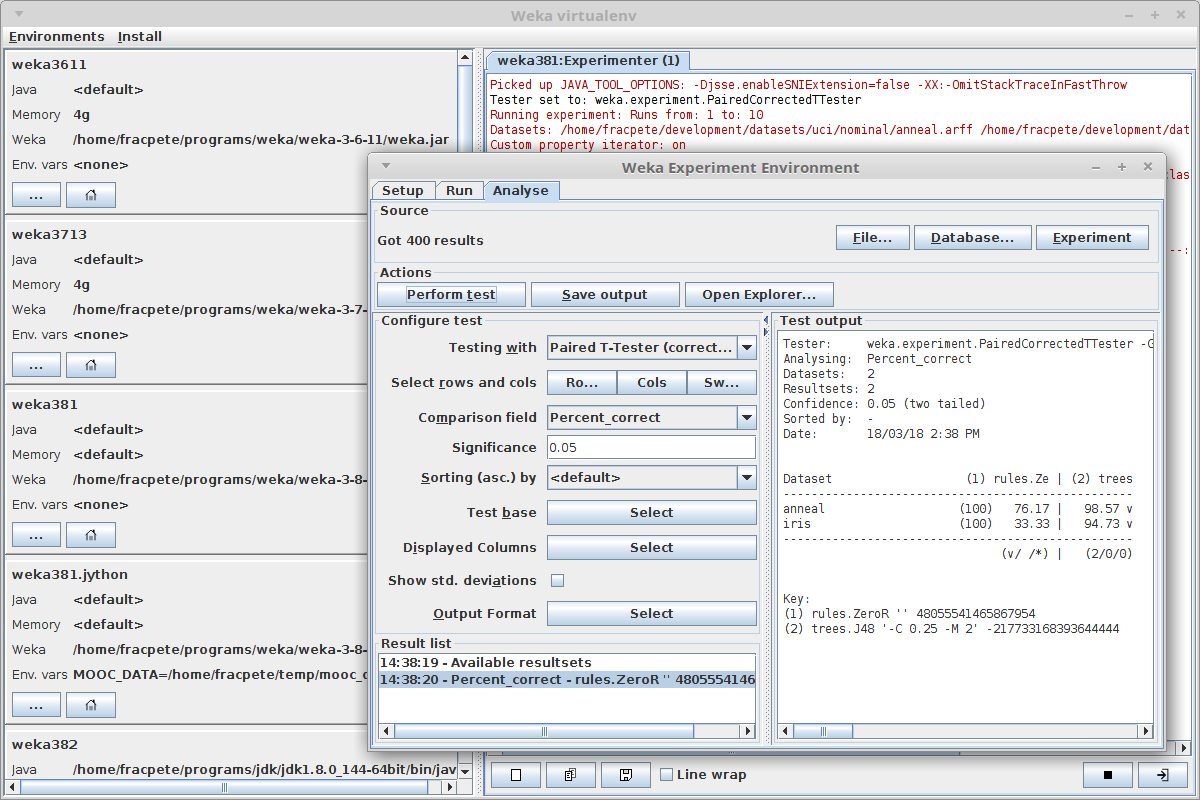 Weka virtualenv
Environments Install
weka3611
Java <default>
Memory 4g
Weka /home/fracpete/programs/weka/weka-3-6-11/weka.jar
Env. vars <none>
...
weka3713
Java <default>
Memory 4g
Weka /home/fracpete/programs/weka/weka-3-7-
Env. vars <none>
...
weka381
Java <default>
Memory <default>
Weka /home/fracpete/programs/weka/weka-3-8-
Env. vars <none>
...
weka381.jython
Java <default>
Memory <default>
Weka /home/fracpete/programs/weka/weka-3-8-
Env. vars MOOC_DATA=/home/fracpete/temp/mooc_
...
weka382
Java /home/fracpete/programs/jdk/jdk1.8.0_144-64bit/bin/jav
weka381:Experimenter (1)
Picked up JAVA_TOOL_OPTIONS: -Djsse.enableSNIExtension=false -XX:-OmitStackTraceInFastThrow
Tester set to: weka.experiment.PairedCorrectedTTester
Running experiment: Runs from: 1 to: 10
Datasets: /home/fracpete/development/datasets/uci/nominal/anneal.arff /home/fracpete/development/dat
Custom property iterator: on
:las
--:
Weka Experiment Environment
Setup Run Analyse
Source
Got 400 results
File... Database... Experiment
Actions
Perform test Save output Open Explorer...
Configure test
Testing with Paired T-Tester (correct...
Select rows and cols Ro... Cols Sw...
Comparison field Percent_correct
Significance 0.05
Sorting (asc.) by <default>
Test base Select
Displayed Columns Select
Show std. deviations
Output Format Select
Result list
14:38:19 - Available resultsets
14:38:20 - Percent_correct - rules.ZeroR '' 4805554146
Test output
Tester: weka.experiment.PairedCorrectedTTester -G
Analysing: Percent_correct
Datasets: 2
Resultsets: 2
Confidence: 0.05 (two tailed)
Sorted by: -
Date: 18/03/18 2:38 PM
Dataset (1) rules.Ze | (2) trees
----------------------------------------------
anneal (100) 76.17 | 98.57 v
iris (100) 33.33 | 94.73 v
----------------------------------------------
(v/ /*) | (2/0/0)
Key:
(1) rules.ZeroR '' 48055541465867954
(2) trees.J48 '-C 0.25 -M 2' -217733168393644444
Line wrap